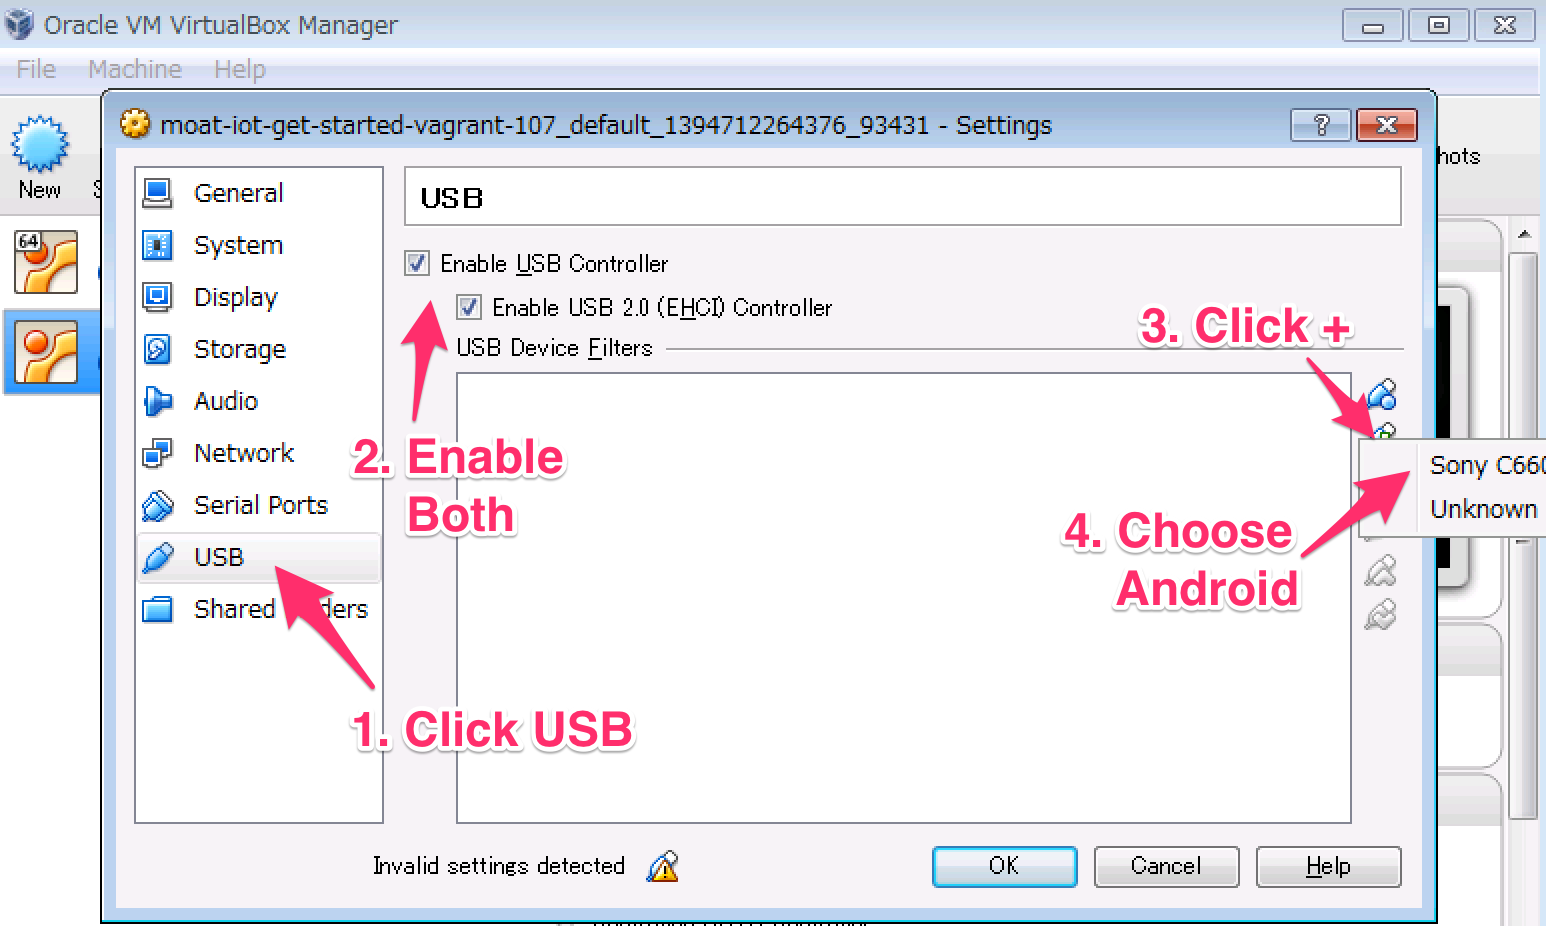 Oracle VM VirtualBox Manager
File Machine Help
moat-iot-get-started-vagrant-107_default_1394712264376_93431 - Settings
New
hots
64
General
System
Display
Storage
Audio
Network
Serial Ports
USB
Shared ders
USB
Enable USB Controller
Enable USB 2.0 (EHCI) Controller
USB Device Filters
3. Click +
2. Enable
Both
Sony C660
Unknown
4. Choose
Android
1. Click USB
Invalid settings detected
OK
Cancel
Help